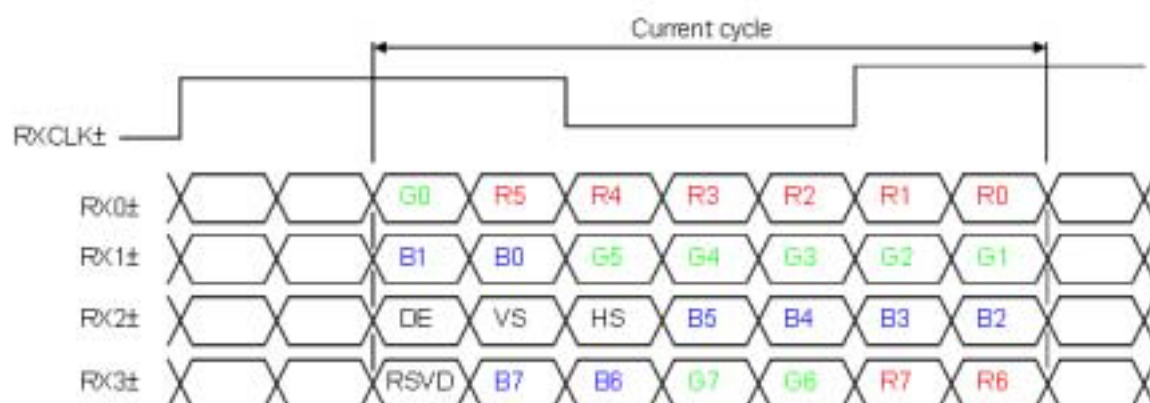 Current cycle
RXCLK±
RX0± G0 R5 R4 R3 R2 R1 R0
RX1± B1 B0 G5 G4 G3 G2 G1
RX2± DE VS HS B5 B4 B3 B2
RX3± RSVD B7 B6 G7 G6 R7 R6